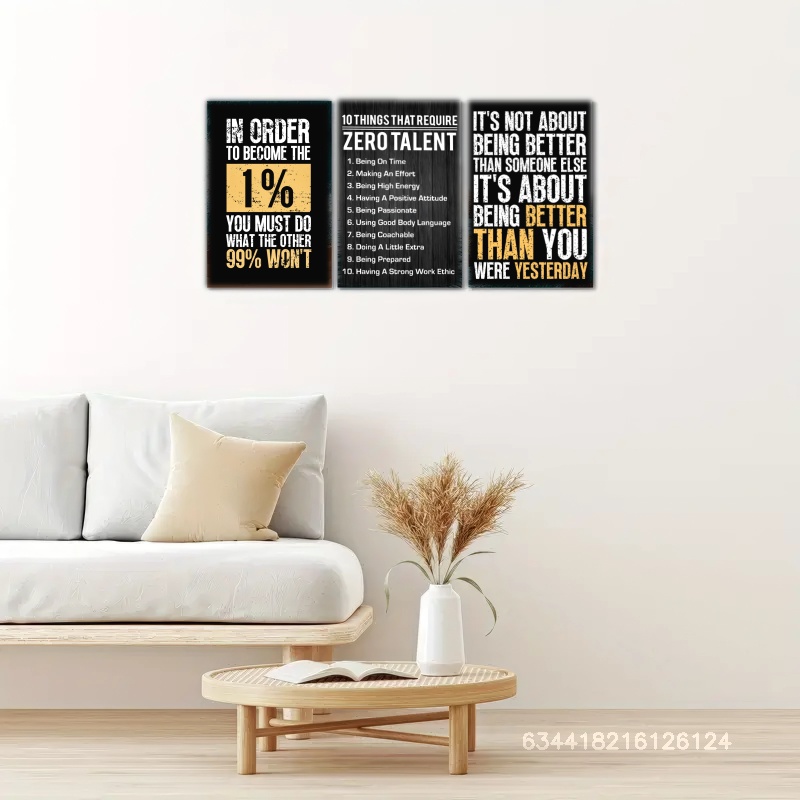 IN ORDER
TO BECOME THE
1%
YOU MUST DO
WHAT THE OTHER
99% WON'T
10 THINGS THAT REQUIRE
ZERO TALENT
1. Being On Time
2. Making An Effort
3. Being High Energy
4. Having A Positive Attitude
5. Being Passionate
6. Using Good Body Language
7. Being Coachable
8. Doing A Little Extra
9. Being Prepared
10. Having A Strong Work Ethic
IT'S NOT ABOUT
BEING BETTER
THAN SOMEONE ELSE
IT'S ABOUT
BEING BETTER
THAN YOU
WERE YESTERDAY
634418216126124